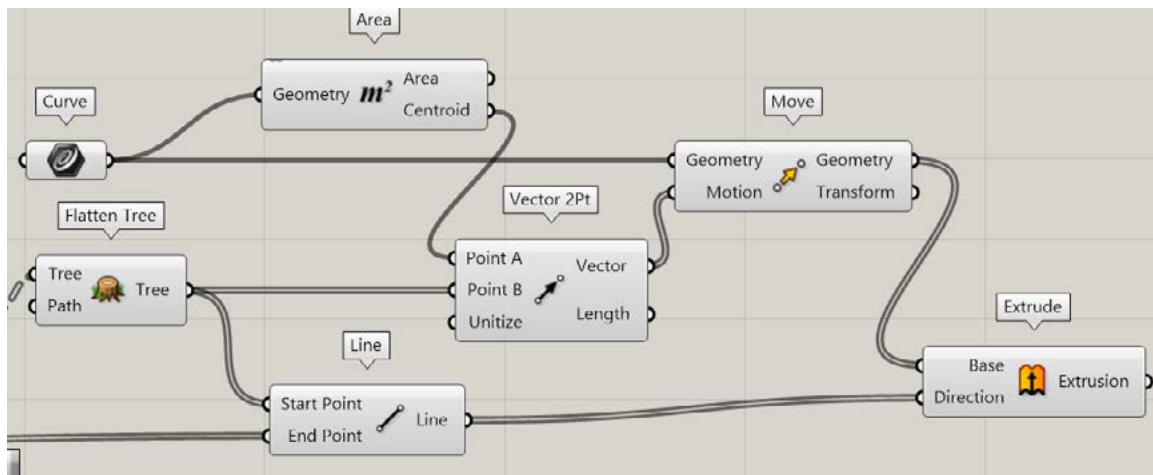 Area
Geometry m² Area
Centroid
Curve
Move
Geometry Geometry
Motion Transform
Flatten Tree
Tree Tree
Path
Vector 2Pt
Point A Vector
Point B
Unitize Length
Line
Start Point Line
End Point
Extrude
Base Extrusion
Direction